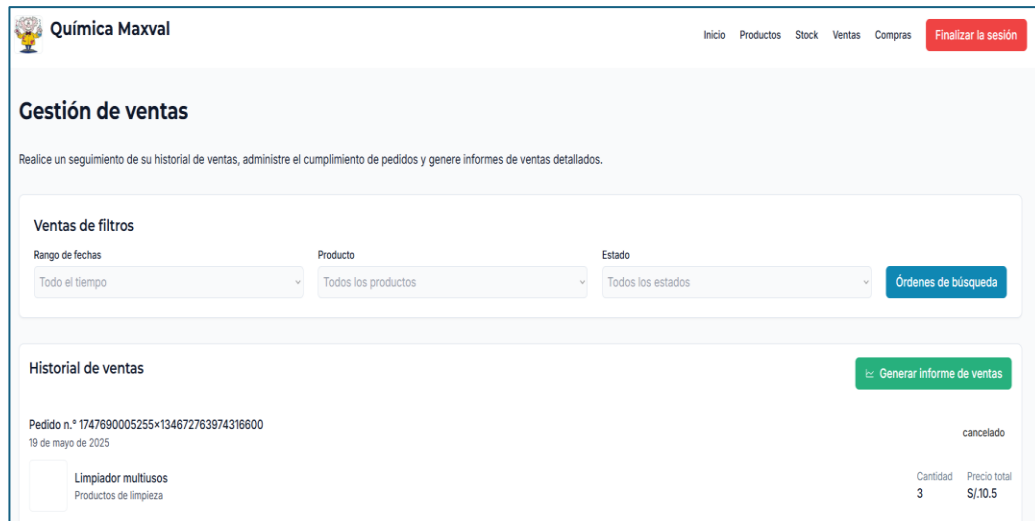 Química Maxval
Inicio Productos Stock Ventas Compras Finalizar la sesión
Gestión de ventas
Realice un seguimiento de su historial de ventas, administre el cumplimiento de pedidos y genere informes de ventas detallados.
Ventas de filtros
Rango de fechas Producto Estado
Todo el tiempo Todos los productos Todos los estados Órdenes de búsqueda
Historial de ventas Generar informe de ventas
Pedido n.° 1747690005255×134672763974316600
19 de mayo de 2025 cancelado
Limpiador multiusos Cantidad Precio total
Productos de limpieza 3 S/.10.5